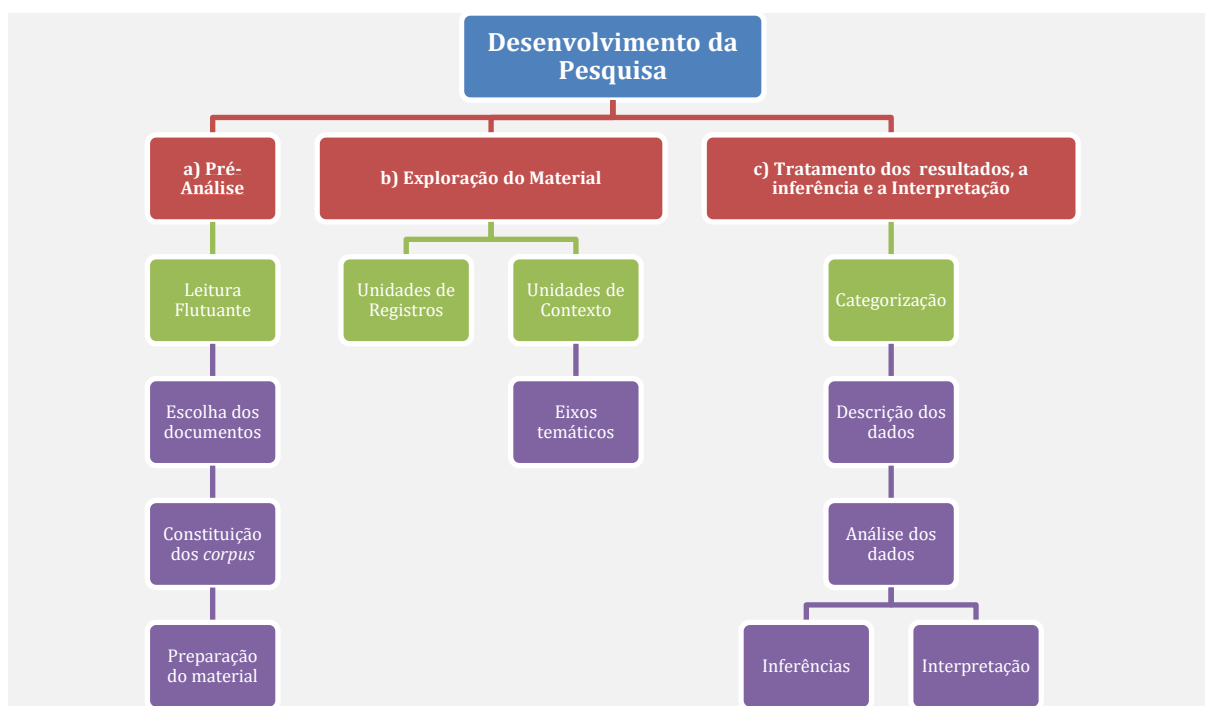 Desenvolvimento da
Pesquisa
a) Pré-
Análise
b) Exploração do Material
c) Tratamento dos resultados, a
inferência e a Interpretação
Leitura
Flutuante
Unidades de
Registros
Unidades de
Contexto
Categorização
Escolha dos
documentos
Eixos
temáticos
Descrição dos
dados
Constituição
dos corpus
Análise dos
dados
Preparação
do material
Inferências
Interpretação